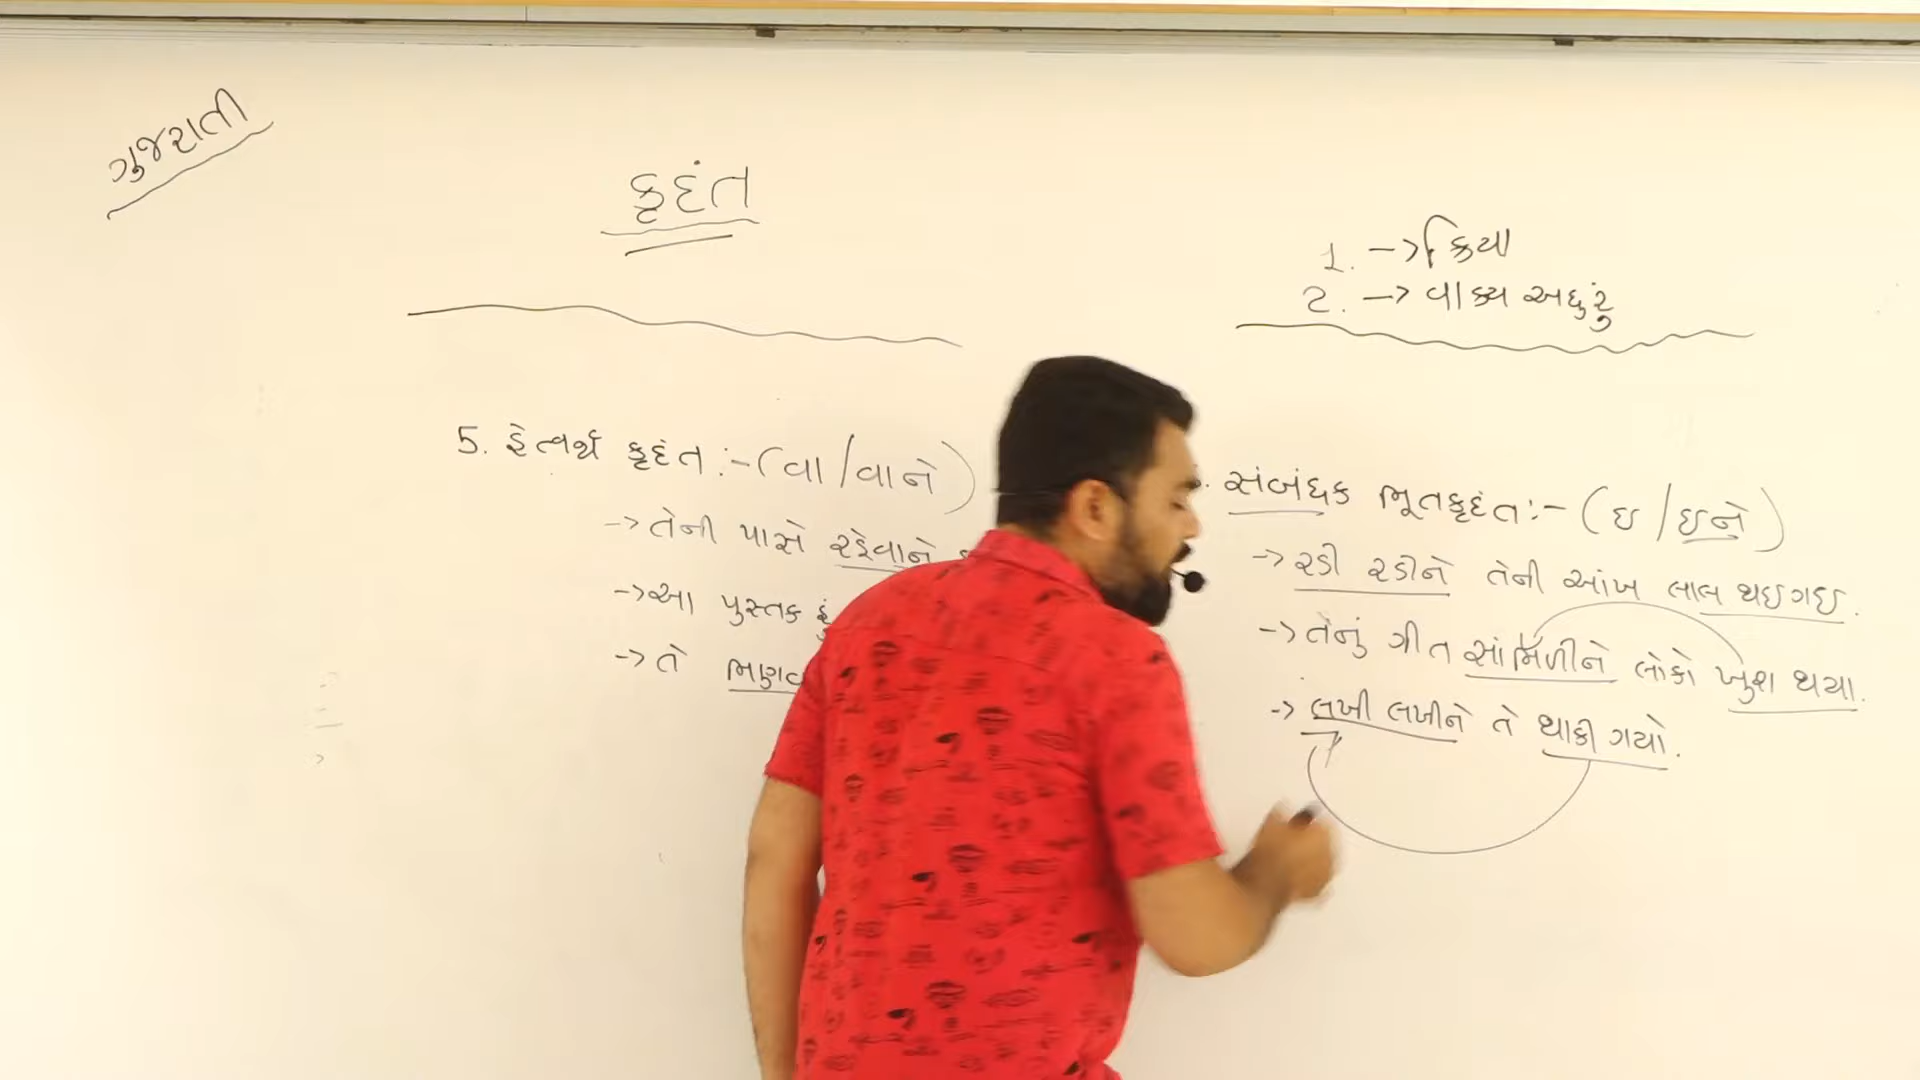 ગુજરાતી
કૃદંત
1. → ક્રિયા
2. → વાક્ય અધુરું
5. હેત્વર્થ કૃદંત :- (વા/વાને)
→ તેની પાસે રહેવાને
→ આ પુસ્તક હું
→ તે ભણવ
. સંબંધક ભૂતકૃદંત :- (ઇ/ઇને)
→ રડી રડીને તેની આંખ લાલ થઇ ગઇ.
→ તેનું ગીત સાંભળીને લોકો ખુશ થયા.
→ લખી લખીને તે થાકી ગયો.